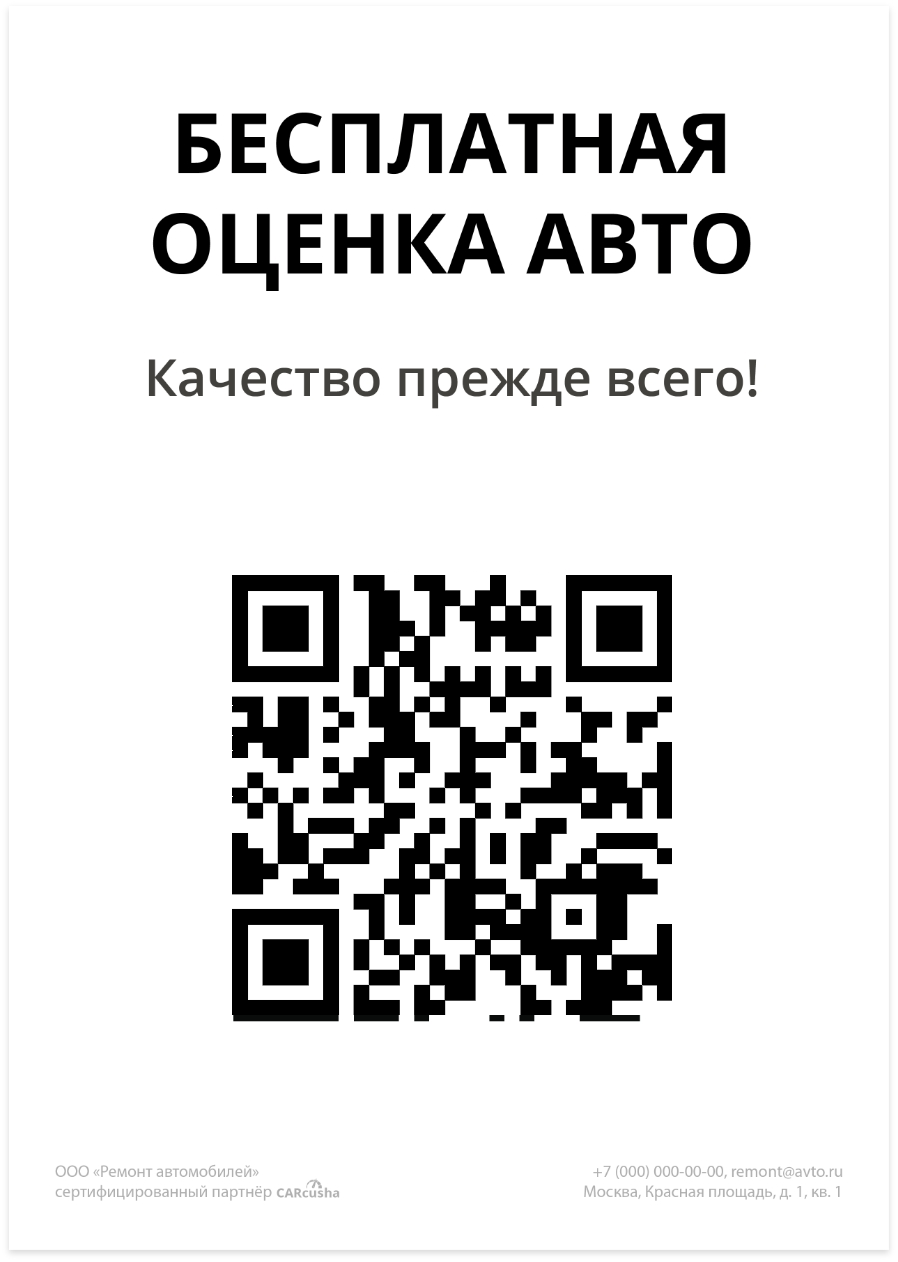 БЕСПЛАТНАЯ
ОЦЕНКА АВТО
Качество прежде всего!
ООО «Ремонт автомобилей»
сертифицированный партнёр CARcusha
+7 (000) 000-00-00, remont@avto.ru
Москва, Красная площадь, д. 1, кв. 1